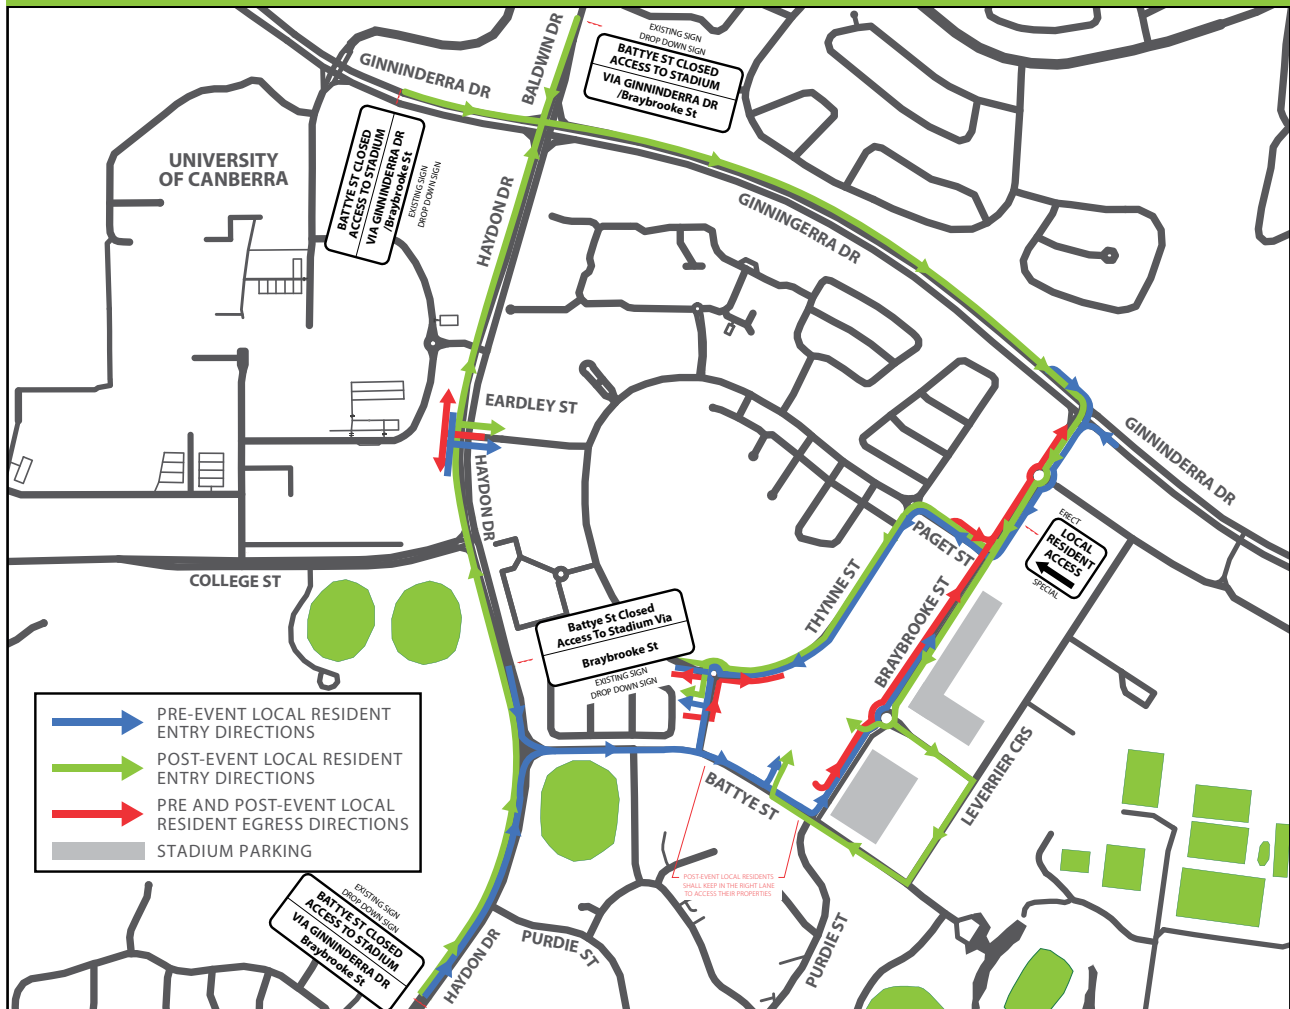 EXISTING SIGN
DROP DOWN SIGN
BATTYE ST CLOSED
ACCESS TO STADIUM
VIA GINNINDERRA DR
/Braybrooke St
BALDWIN DR
GINNINDERRA DR
BATTYE ST CLOSED
ACCESS TO STADIUM
VIA GINNINDERRA DR
/Braybrooke St
EXISTING SIGN
DROP DOWN SIGN
UNIVERSITY
OF CANBERRA
HAYDON DR
GINNINGERRA DR
EARDLEY ST
HAYDON DR
GINNINDERRA DR
ERECT
LOCAL
RESIDENT
ACCESS
SPECIAL
PAGET ST
COLLEGE ST
THYNNE ST
BRAYBROOKE ST
Battye St Closed
Access To Stadium Via
Braybrooke St
EXISTING SIGN
DROP DOWN SIGN
PRE-EVENT LOCAL RESIDENT
ENTRY DIRECTIONS
POST-EVENT LOCAL RESIDENT
ENTRY DIRECTIONS
PRE AND POST-EVENT LOCAL
RESIDENT EGRESS DIRECTIONS
STADIUM PARKING
BATTYE ST
LEVERRIER CRS
POST-EVENT LOCAL RESIDENTS
SHALL KEEP IN THE RIGHT LANE
TO ACCESS THEIR PROPERTIES
EXISTING SIGN
DROP DOWN SIGN
BATTYE ST CLOSED
ACCESS TO STADIUM
VIA GINNINDERRA DR
Braybrooke St
HAYDON DR
PURDIE ST
PURDIE ST